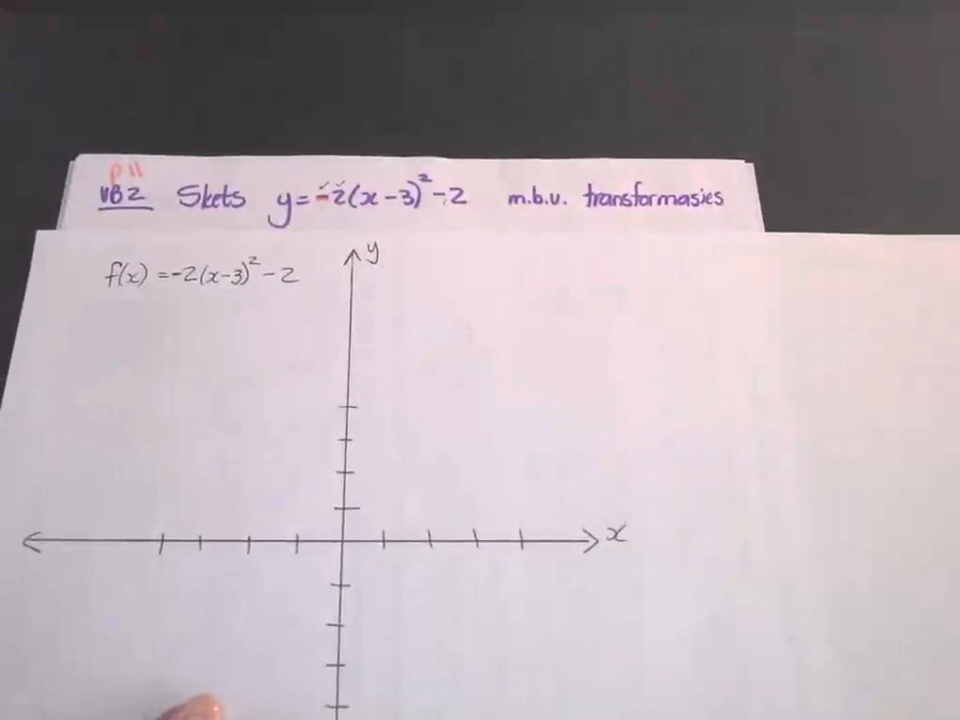 p11
VB2 Skets y = -2(x-3)² - 2 m.b.v. transformasies
f(x) = -2(x-3)² - 2
y
x